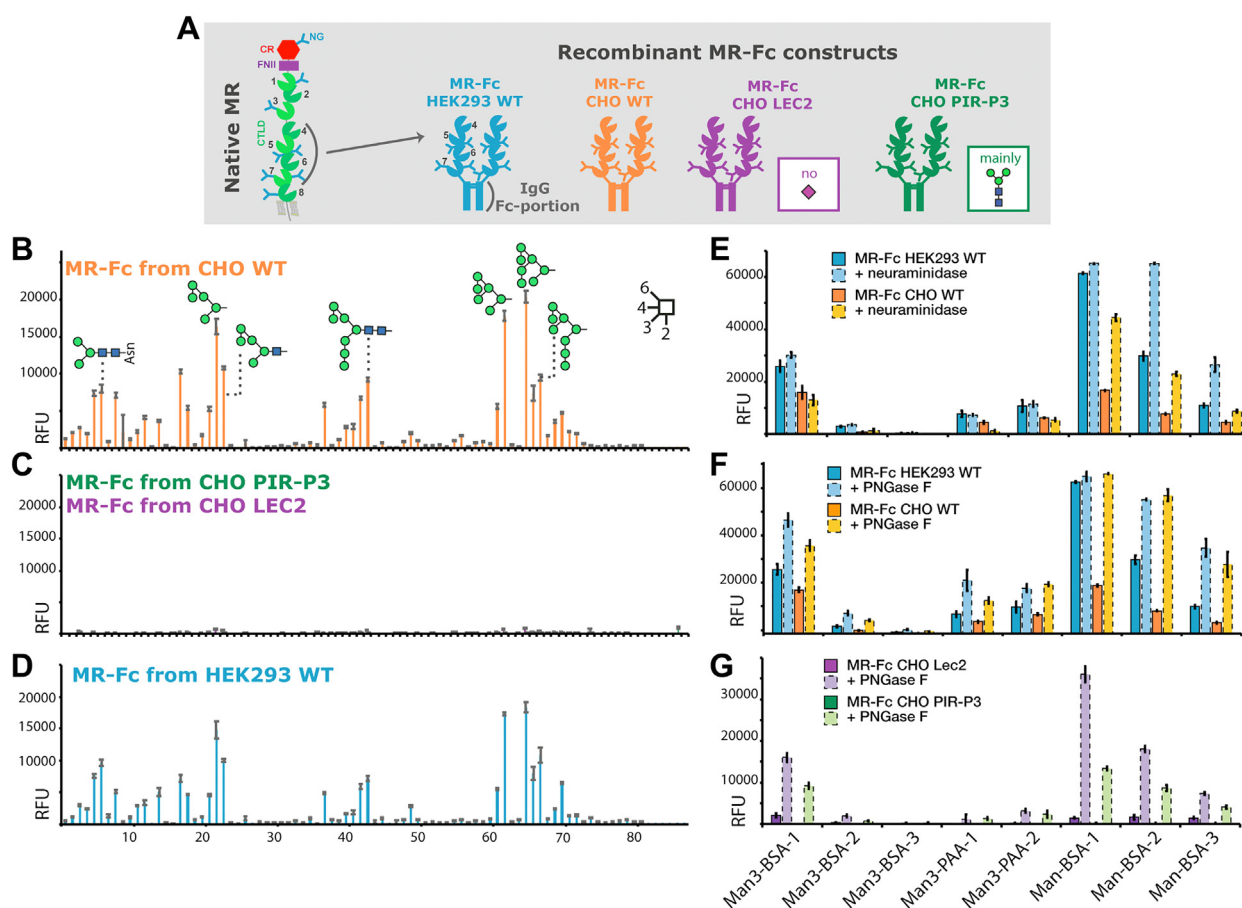 A
Native MR
CR
NG
FNII
1
2
3
CTLD
4
5
6
7
8
Recombinant MR-Fc constructs
MR-Fc
HEK293 WT
4
5
6
7
IgG
Fc-portion
MR-Fc
CHO WT
MR-Fc
CHO LEC2
no
MR-Fc
CHO PIR-P3
mainly
B
MR-Fc from CHO WT
RFU
20000
15000
10000
Asn
6
4
3
2
C
MR-Fc from CHO PIR-P3
MR-Fc from CHO LEC2
RFU
20000
15000
10000
D
MR-Fc from HEK293 WT
RFU
20000
15000
10000
10
20
30
40
50
60
70
80
E
MR-Fc HEK293 WT
+ neuraminidase
MR-Fc CHO WT
+ neuraminidase
RFU
60000
40000
20000
F
MR-Fc HEK293 WT
+ PNGase F
MR-Fc CHO WT
+ PNGase F
RFU
60000
40000
20000
G
MR-Fc CHO Lec2
+ PNGase F
MR-Fc CHO PIR-P3
+ PNGase F
RFU
30000
20000
10000
Man3-BSA-1
Man3-BSA-2
Man3-BSA-3
Man3-PAA-1
Man3-PAA-2
Man-BSA-1
Man-BSA-2
Man-BSA-3